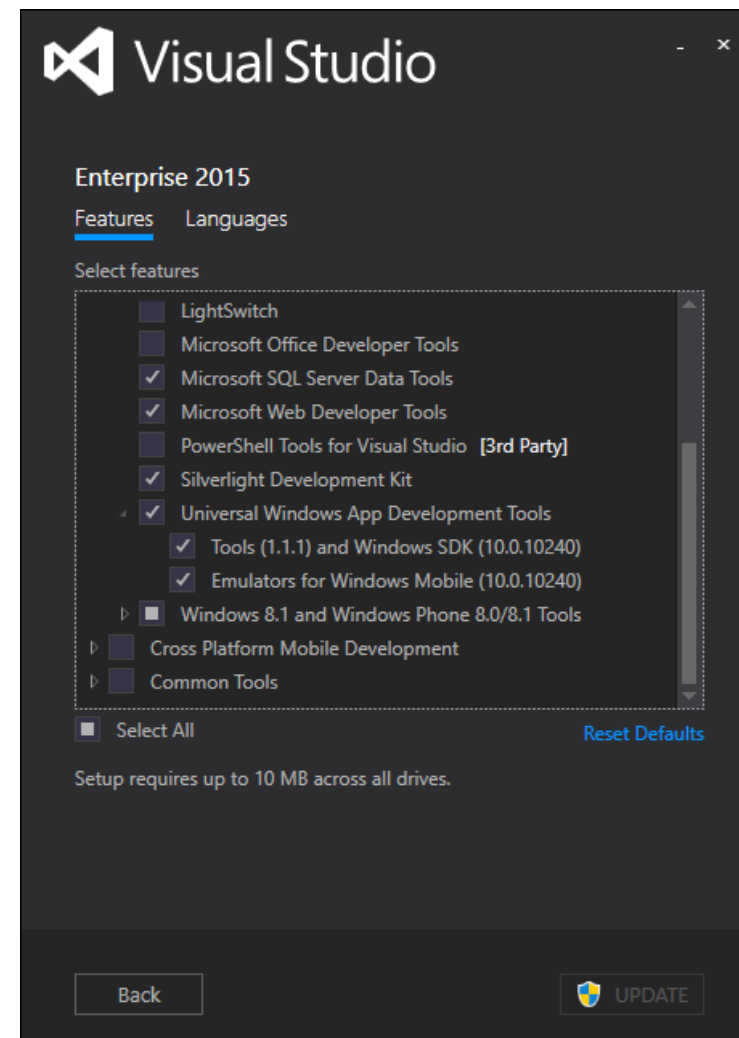 Visual Studio
Enterprise 2015
Features Languages
Select features
LightSwitch
Microsoft Office Developer Tools
Microsoft SQL Server Data Tools
Microsoft Web Developer Tools
PowerShell Tools for Visual Studio [3rd Party]
Silverlight Development Kit
Universal Windows App Development Tools
Tools (1.1.1) and Windows SDK (10.0.10240)
Emulators for Windows Mobile (10.0.10240)
Windows 8.1 and Windows Phone 8.0/8.1 Tools
Cross Platform Mobile Development
Common Tools
Select All Reset Defaults
Setup requires up to 10 MB across all drives.
Back UPDATE